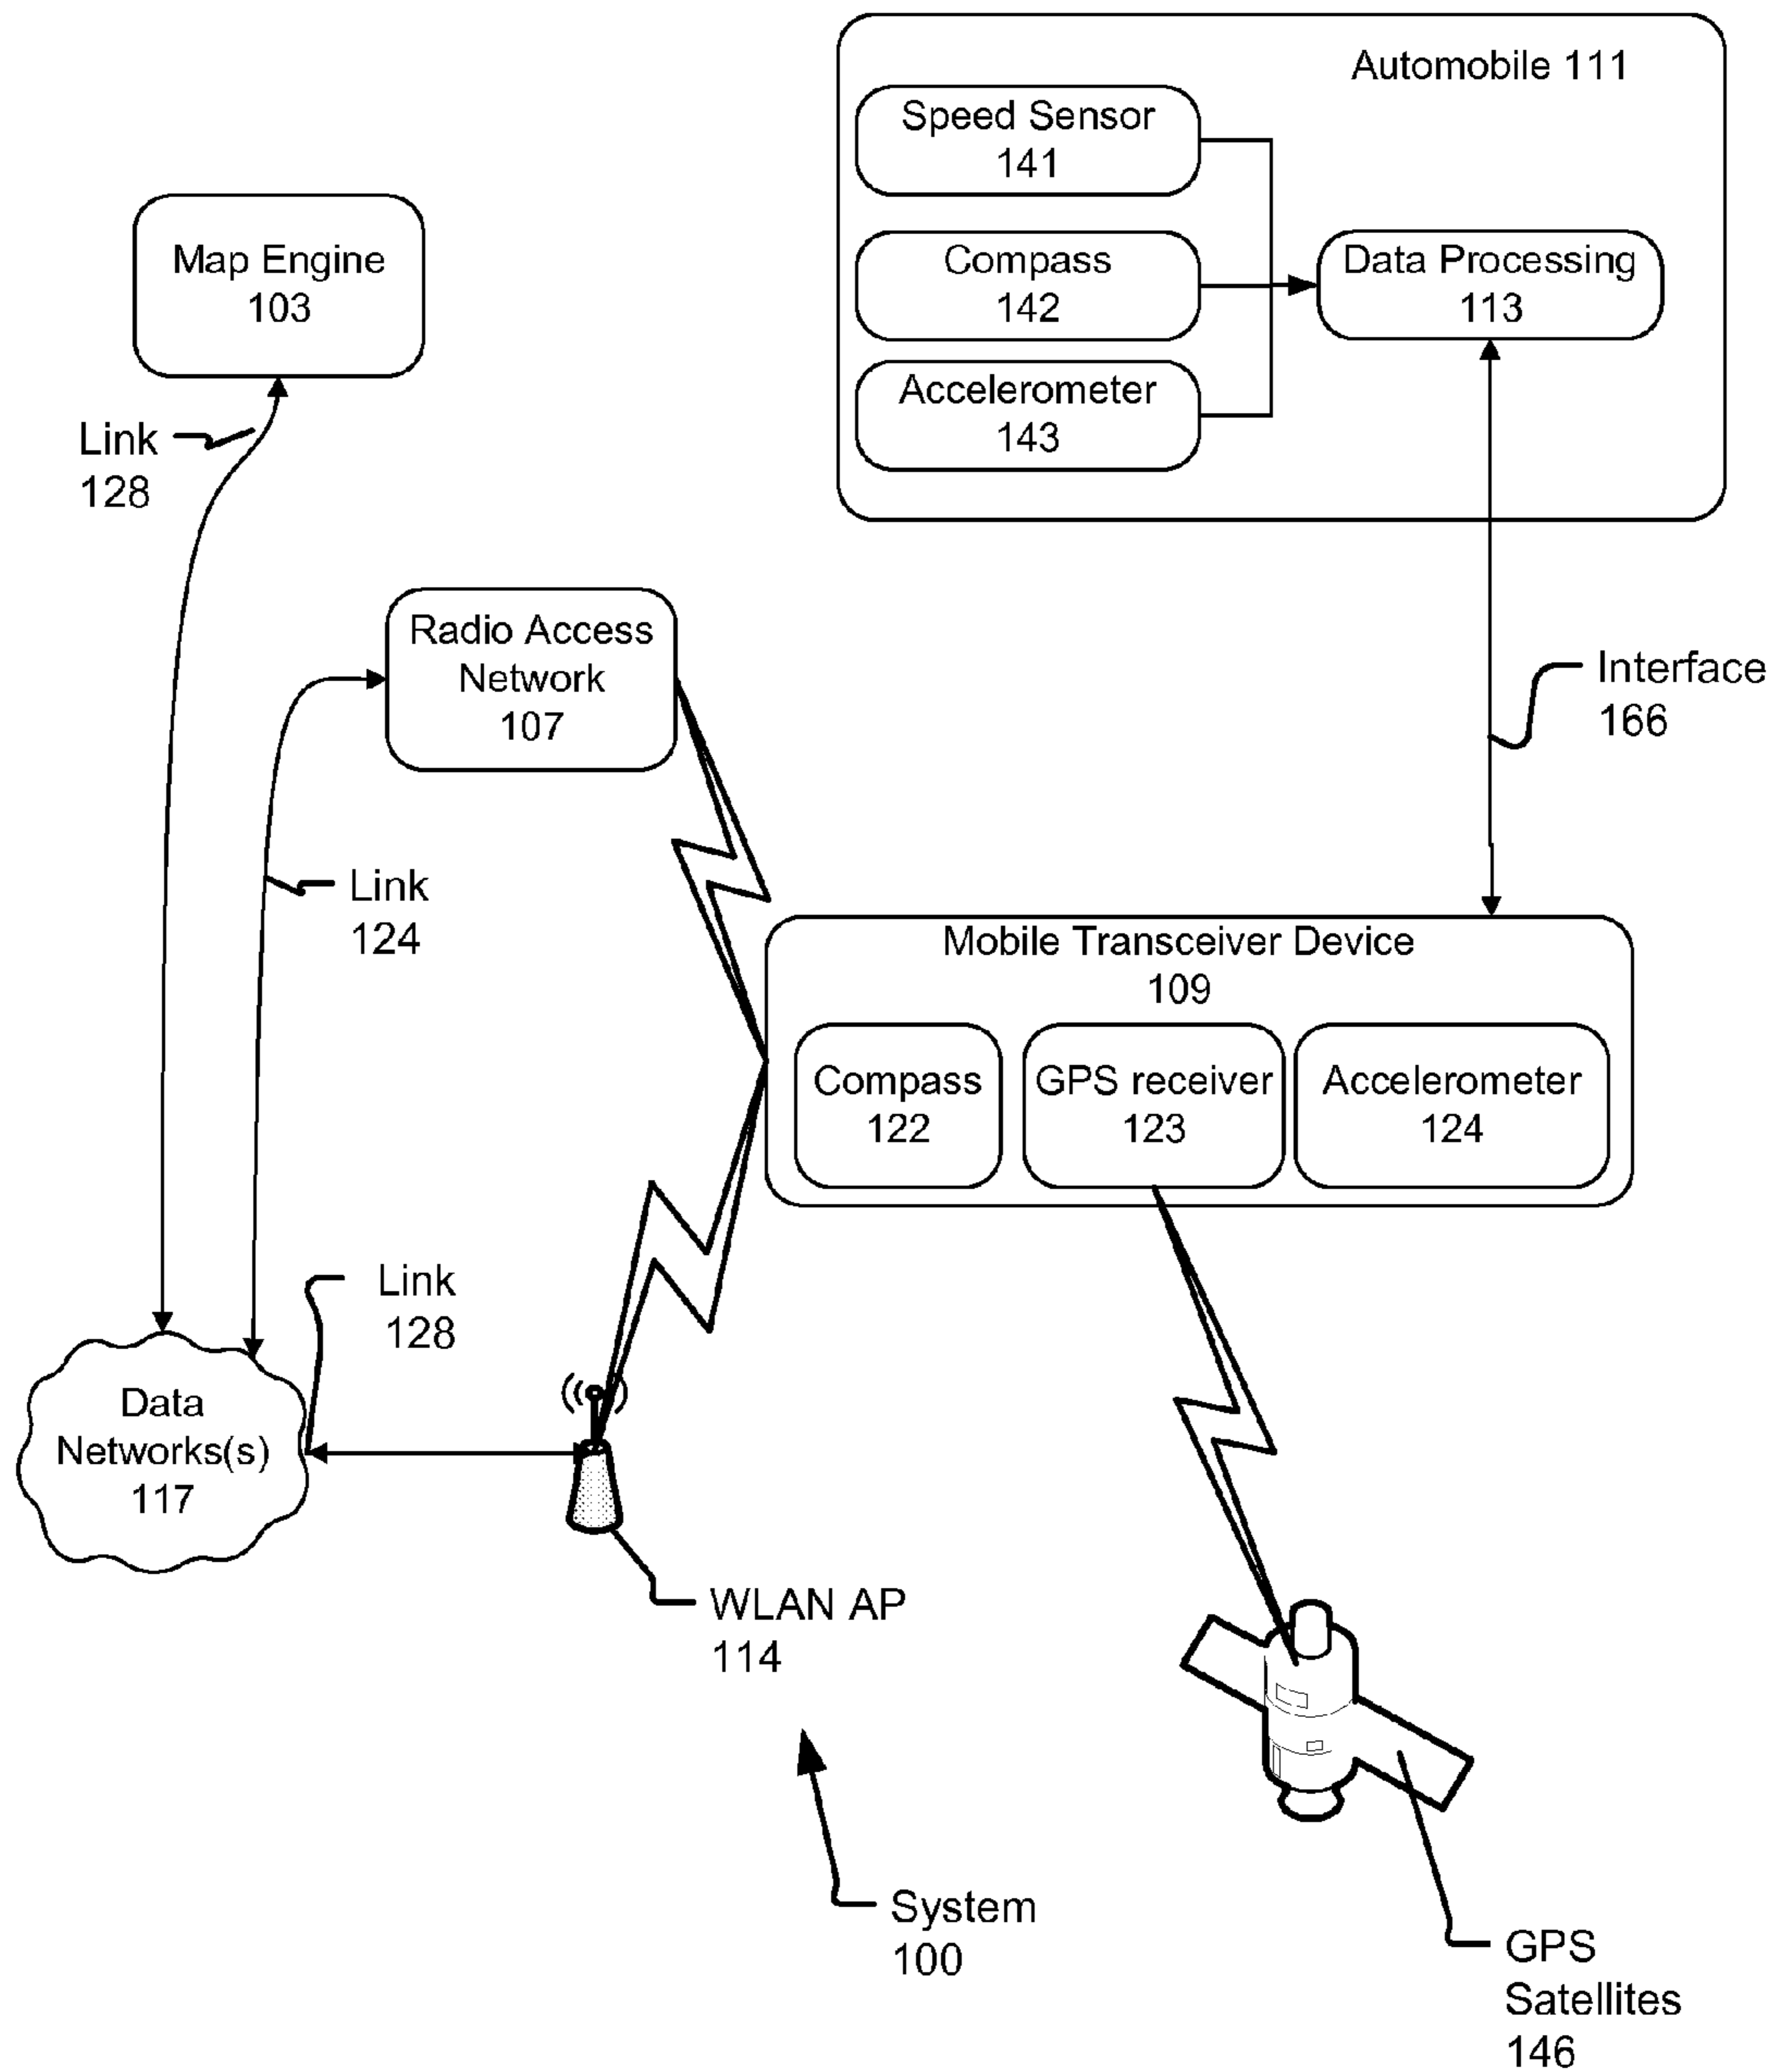 Automobile 111
Speed Sensor
141
Compass
142
Accelerometer
143
Data Processing
113
Map Engine
103
Link
128
Radio Access
Network
107
Interface
166
Link
124
Mobile Transceiver Device
109
Compass
122
GPS receiver
123
Accelerometer
124
Link
128
Data
Networks(s)
117
WLAN AP
114
System
100
GPS
Satellites
146